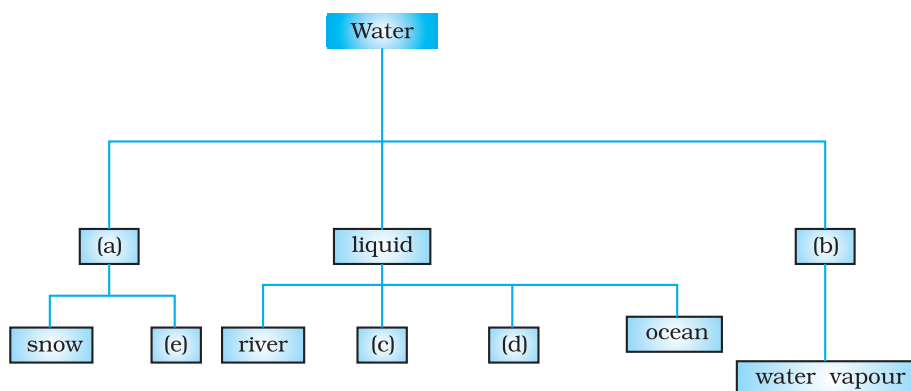 Water
(a)
liquid
(b)
snow
(e)
river
(c)
(d)
ocean
water vapour